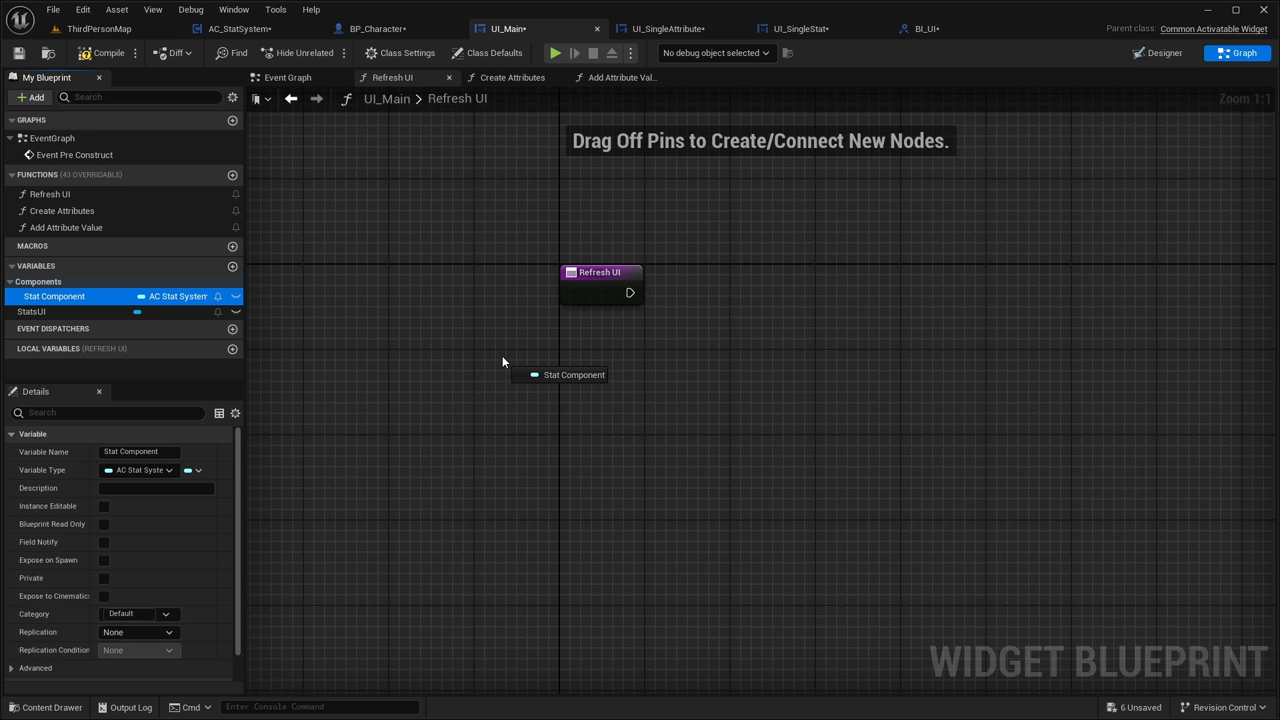 File Edit Asset View Debug Window Tools Help
ThirdPersonMap
AC_StatSystem*
BP_Character*
UI_Main*
UI_SingleAttribute*
UI_SingleStat*
BI_UI*
Parent class: Common Activatable Widget
Compile
Diff
Find
Hide Unrelated
Class Settings
Class Defaults
No debug object selected
Designer
Graph
My Blueprint
Event Graph
Refresh UI
Create Attributes
Add Attribute Val...
Add
Search
UI_Main > Refresh UI
Zoom 1:1
GRAPHS
EventGraph
Event Pre Construct
FUNCTIONS (43 OVERRIDABLE)
Refresh UI
Create Attributes
Add Attribute Value
MACROS
VARIABLES
Components
Stat Component AC Stat System
StatsUI
EVENT DISPATCHERS
LOCAL VARIABLES (REFRESH UI)
Drag Off Pins to Create/Connect New Nodes.
Refresh UI
Stat Component
Details
Search
Variable
Variable Name Stat Component
Variable Type AC Stat Syste
Description
Instance Editable
Blueprint Read Only
Field Notify
Expose on Spawn
Private
Expose to Cinematics
Category Default
Replication None
Replication Condition None
Advanced
WIDGET BLUEPRINT
Content Drawer
Output Log
Cmd
Enter Console Command
6 Unsaved
Revision Control